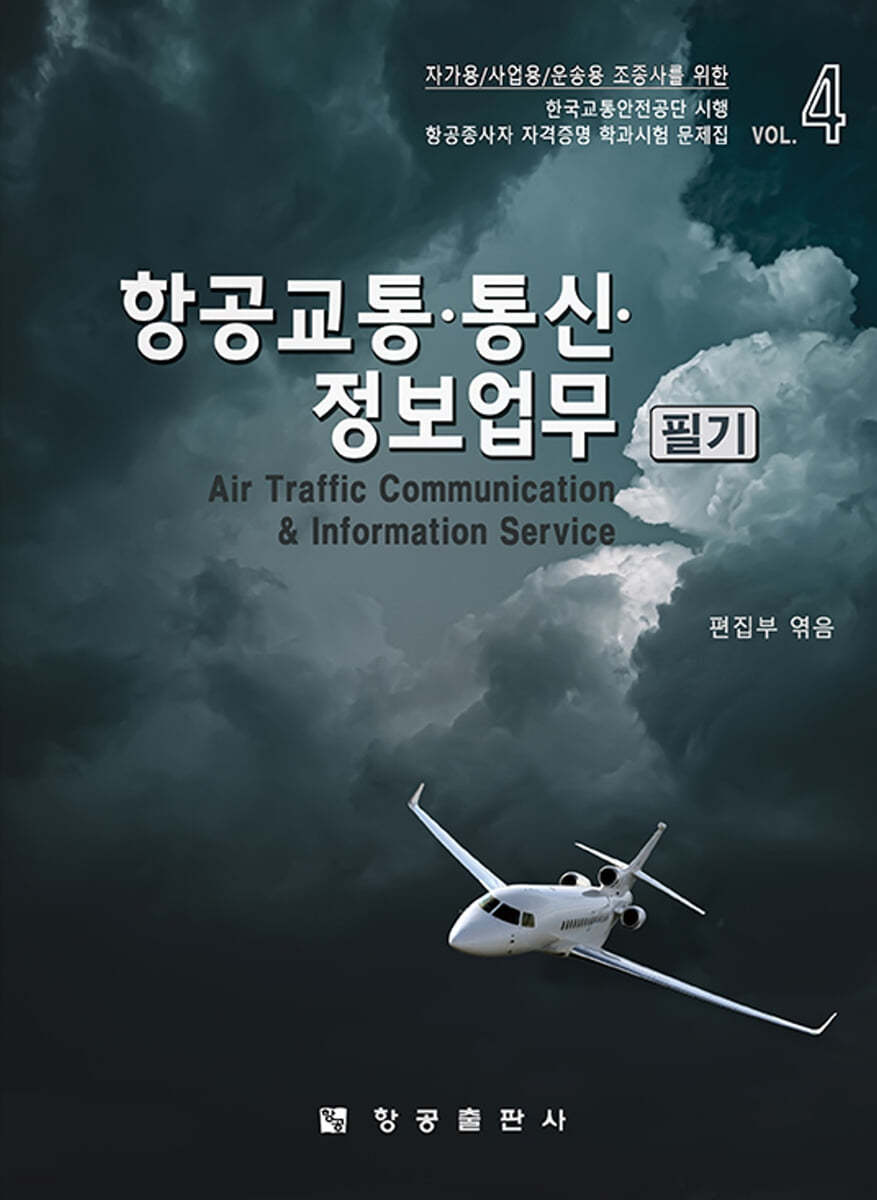 자가용/사업용/운송용 조종사를 위한
한국교통안전공단 시행
항공종사자 자격증명 학과시험 문제집 VOL. 4
항공교통·통신·
정보업무 필기
Air Traffic Communication
& Information Service
편집부 엮음
항공 항공출판사